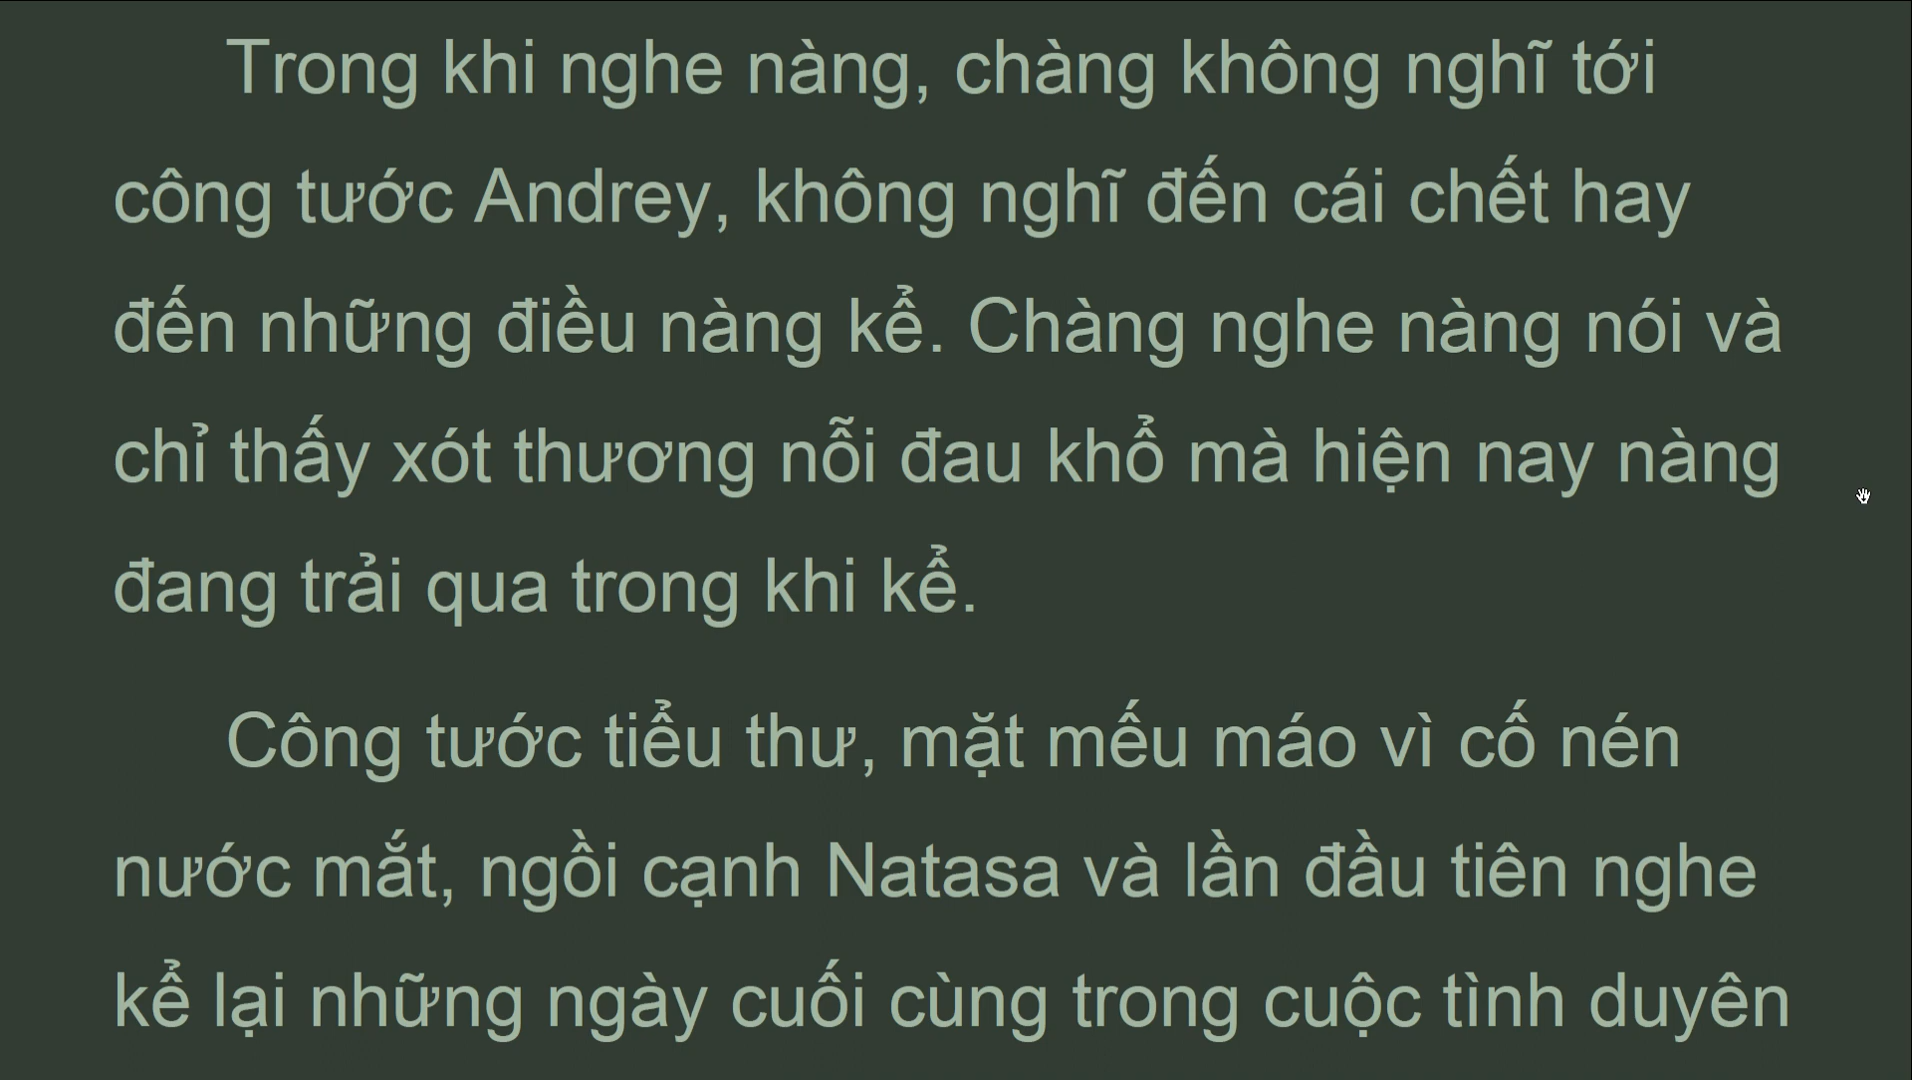 Trong khi nghe nàng, chàng không nghĩ tới
công tước Andrey, không nghĩ đến cái chết hay
đến những điều nàng kể. Chàng nghe nàng nói và
chỉ thấy xót thương nỗi đau khổ mà hiện nay nàng
đang trải qua trong khi kể.
Công tước tiểu thư, mặt mếu máo vì cố nén
nước mắt, ngồi cạnh Natasa và lần đầu tiên nghe
kể lại những ngày cuối cùng trong cuộc tình duyên